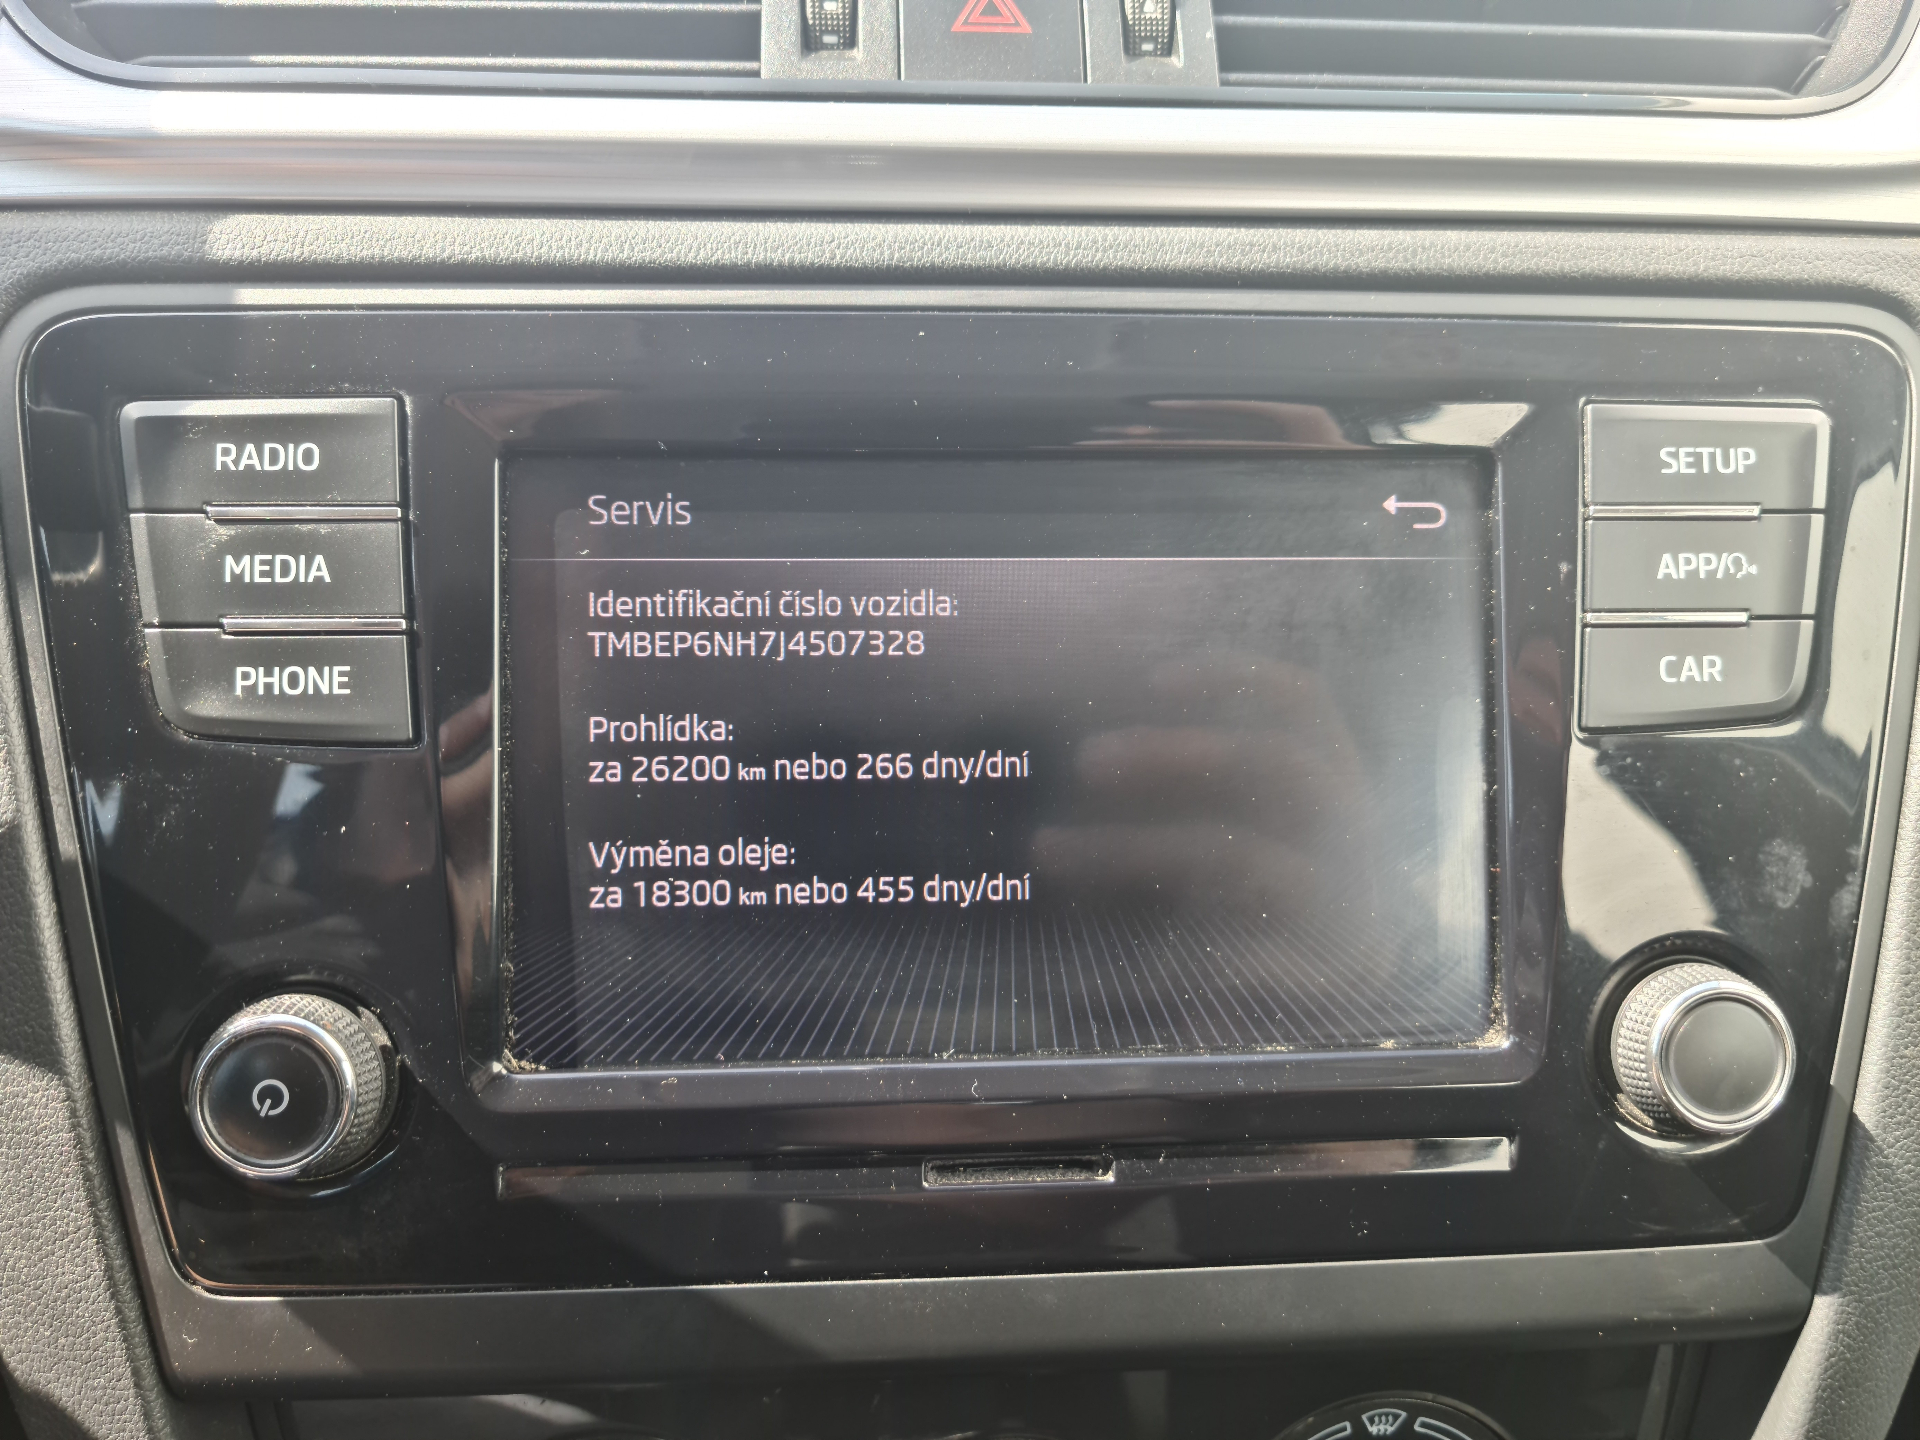 RADIO
MEDIA
PHONE
Servis
Identifikační číslo vozidla:
TMBEP6NH7J4507328
Prohlídka:
za 26200 km nebo 266 dny/dní
Výměna oleje:
za 18300 km nebo 455 dny/dní
SETUP
APP/
CAR